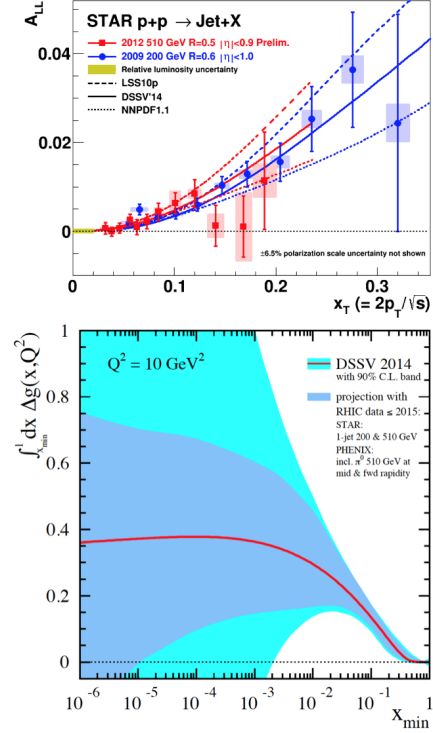 A_LL
STAR p+p → Jet+X
2012 510 GeV R=0.5 |η|<0.9 Prelim.
2009 200 GeV R=0.6 |η|<1.0
Relative luminosity uncertainty
LSS10p
DSSV'14
NNPDF1.1
0.04
0.02
0
±6.5% polarization scale uncertainty not shown
0 0.1 0.2 0.3
x_T (= 2p_T/√s)
∫_{x_min}^1 dx Δg(x,Q²)
Q² = 10 GeV²
DSSV 2014
with 90% C.L. band
projection with
RHIC data ≤ 2015:
STAR:
1-jet 200 & 510 GeV
PHENIX:
incl. π⁰ 510 GeV at
mid & fwd rapidity
1
0.8
0.6
0.4
0.2
0
10⁻⁶ 10⁻⁵ 10⁻⁴ 10⁻³ 10⁻² 10⁻¹ 1
x_min